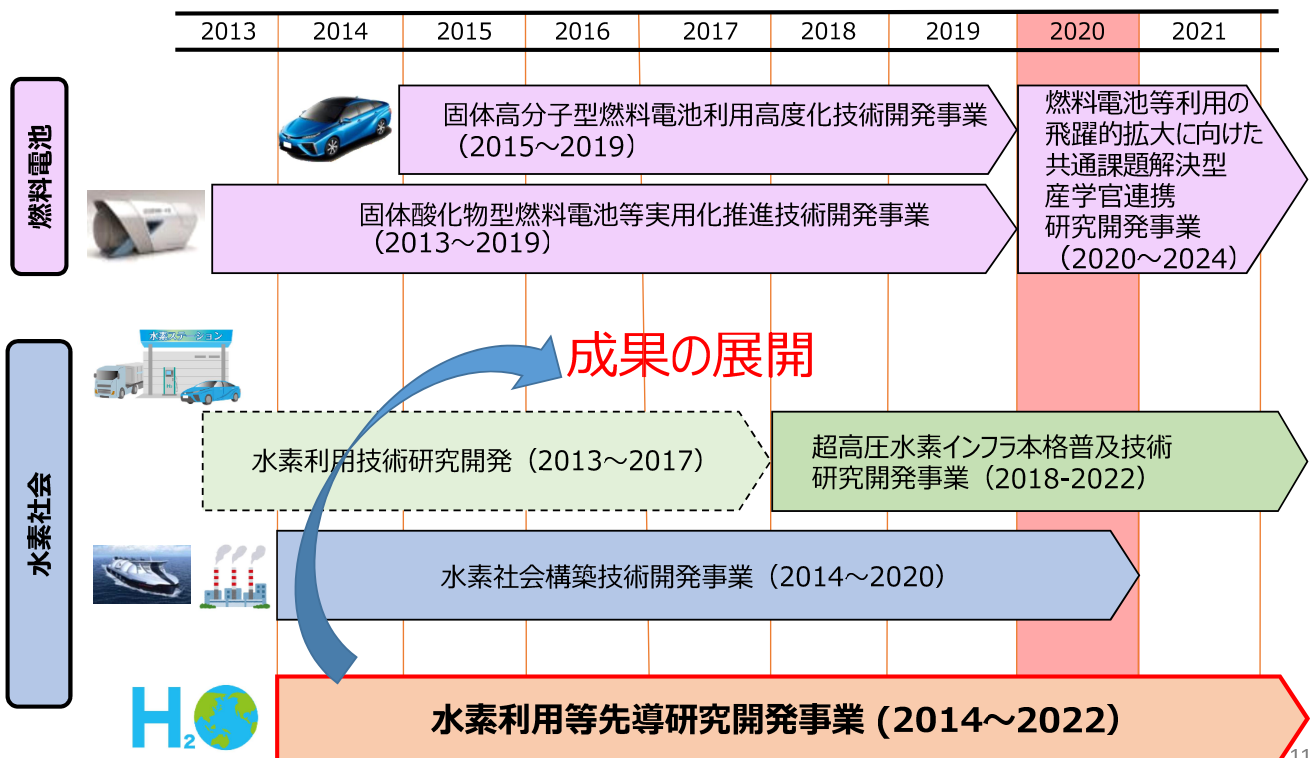 2013 2014 2015 2016 2017 2018 2019 2020 2021
燃料電池
固体高分子型燃料電池利用高度化技術開発事業
（2015～2019）
固体酸化物型燃料電池等実用化推進技術開発事業
（2013～2019）
燃料電池等利用の
飛躍的拡大に向けた
共通課題解決型
産学官連携
研究開発事業
（2020～2024）
水素社会
水素ステーション
成果の展開
水素利用技術研究開発（2013～2017）
超高圧水素インフラ本格普及技術
研究開発事業（2018-2022）
水素社会構築技術開発事業（2014～2020）
H2O
水素利用等先導研究開発事業 (2014～2022）
11